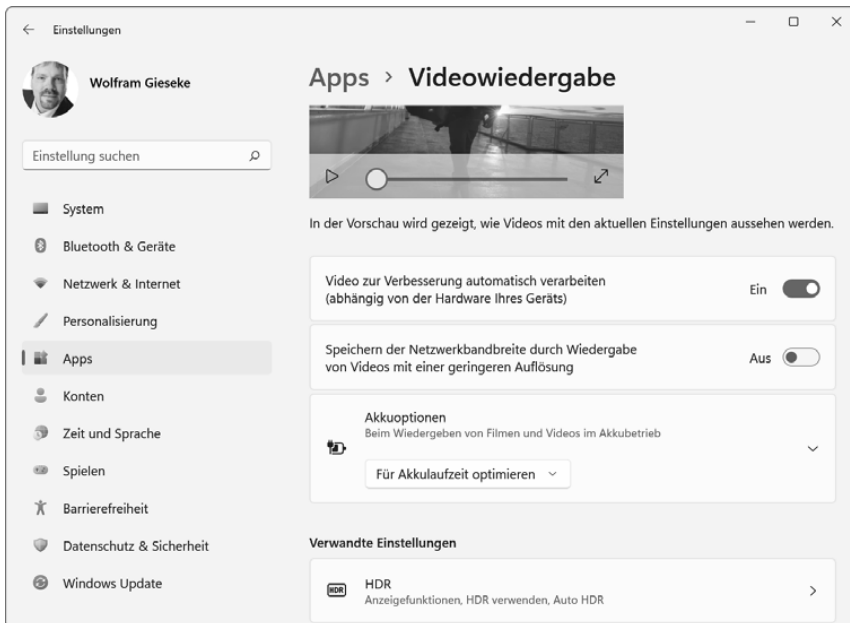 Einstellungen
Wolfram Gieseke
Einstellung suchen
System
Bluetooth & Geräte
Netzwerk & Internet
Personalisierung
Apps
Konten
Zeit und Sprache
Spielen
Barrierefreiheit
Datenschutz & Sicherheit
Windows Update
Apps > Videowiedergabe
In der Vorschau wird gezeigt, wie Videos mit den aktuellen Einstellungen aussehen werden.
Video zur Verbesserung automatisch verarbeiten
(abhängig von der Hardware Ihres Geräts)
Ein
Speichern der Netzwerkbandbreite durch Wiedergabe
von Videos mit einer geringeren Auflösung
Aus
Akkuoptionen
Beim Wiedergeben von Filmen und Videos im Akkubetrieb
Für Akkulaufzeit optimieren
Verwandte Einstellungen
HDR
HDR
Anzeigefunktionen, HDR verwenden, Auto HDR